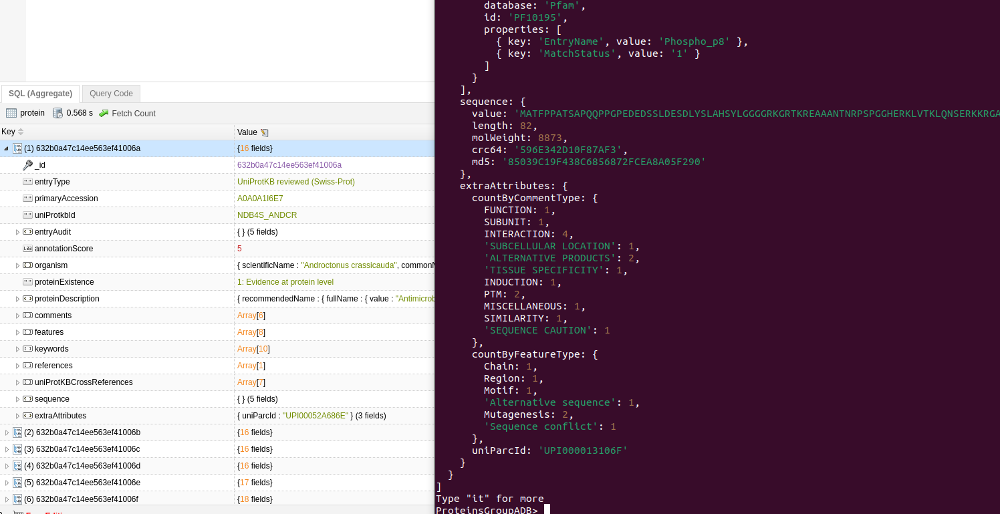 SQL (Aggregate) Query Code
protein 0.568 s Fetch Count
Key Value
(1) 632b0a47c14ee563ef41006a {16 fields}
_id 632b0a47c14ee563ef41006a
entryType UniProtKB reviewed (Swiss-Prot)
primaryAccession A0A0A1I6E7
uniProtkbId NDB4S_ANDCR
entryAudit { } (5 fields)
annotationScore 5
organism { scientificName : "Androctonus crassicauda", common
proteinExistence 1: Evidence at protein level
proteinDescription { recommendedName : { fullName : { value : "Antimicrob
comments Array[6]
features Array[8]
keywords Array[10]
references Array[1]
uniProtKBCrossReferences Array[7]
sequence { } (5 fields)
extraAttributes { uniParcId : "UPI00052A686E" } (3 fields)
(2) 632b0a47c14ee563ef41006b {16 fields}
(3) 632b0a47c14ee563ef41006c {16 fields}
(4) 632b0a47c14ee563ef41006d {16 fields}
(5) 632b0a47c14ee563ef41006e {17 fields}
(6) 632b0a47c14ee563ef41006f {18 fields}
database: 'Pfam',
id: 'PF10195',
properties: [
{ key: 'EntryName', value: 'Phospho_p8' },
{ key: 'MatchStatus', value: '1' }
]
}
],
sequence: {
value: 'MATFPPATSAPQQPPGPEDEDSSLDESDLYSLAHSYLGGGGRKGRTKREAAANTNRPSPGGHERKLVTKLQNSERKKRGA
length: 82,
molWeight: 8873,
crc64: '596E342D10F87AF3',
md5: '85039C19F438C6856872FCEA8A05F290'
},
extraAttributes: {
countByCommentType: {
FUNCTION: 1,
SUBUNIT: 1,
INTERACTION: 4,
'SUBCELLULAR LOCATION': 1,
'ALTERNATIVE PRODUCTS': 2,
'TISSUE SPECIFICITY': 1,
INDUCTION: 1,
PTM: 2,
MISCELLANEOUS: 1,
SIMILARITY: 1,
'SEQUENCE CAUTION': 1
},
countByFeatureType: {
Chain: 1,
Region: 1,
Motif: 1,
'Alternative sequence': 1,
Mutagenesis: 2,
'Sequence conflict': 1
},
uniParcId: 'UPI000013106F'
}
}
]
Type "it" for more
ProteinsGroupADB>